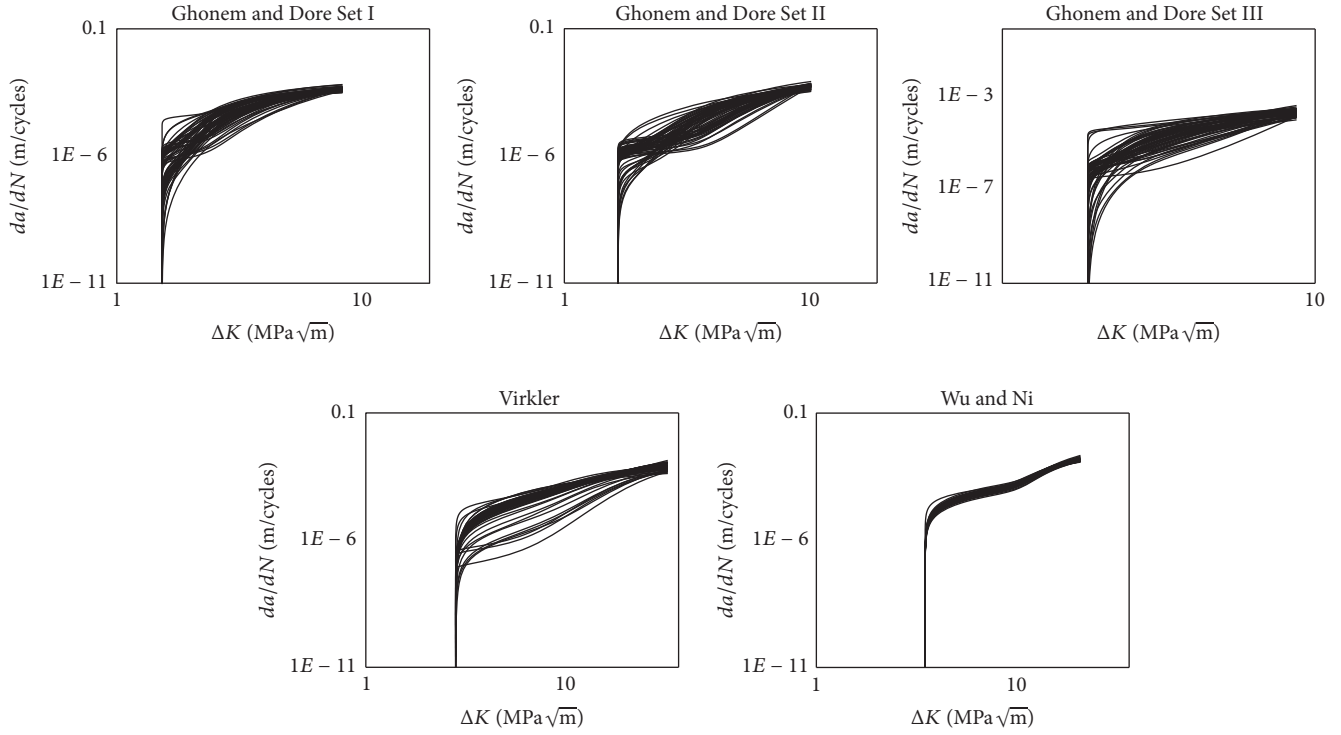 Ghonem and Dore Set I
0.1
1E − 6
1E − 11
da/dN (m/cycles)
1
10
ΔK (MPa√m)
Ghonem and Dore Set II
0.1
1E − 6
1E − 11
da/dN (m/cycles)
1
10
ΔK (MPa√m)
Ghonem and Dore Set III
1E − 3
1E − 7
1E − 11
da/dN (m/cycles)
10
ΔK (MPa√m)
Virkler
0.1
1E − 6
1E − 11
da/dN (m/cycles)
1
10
ΔK (MPa√m)
Wu and Ni
0.1
1E − 6
1E − 11
da/dN (m/cycles)
1
10
ΔK (MPa√m)